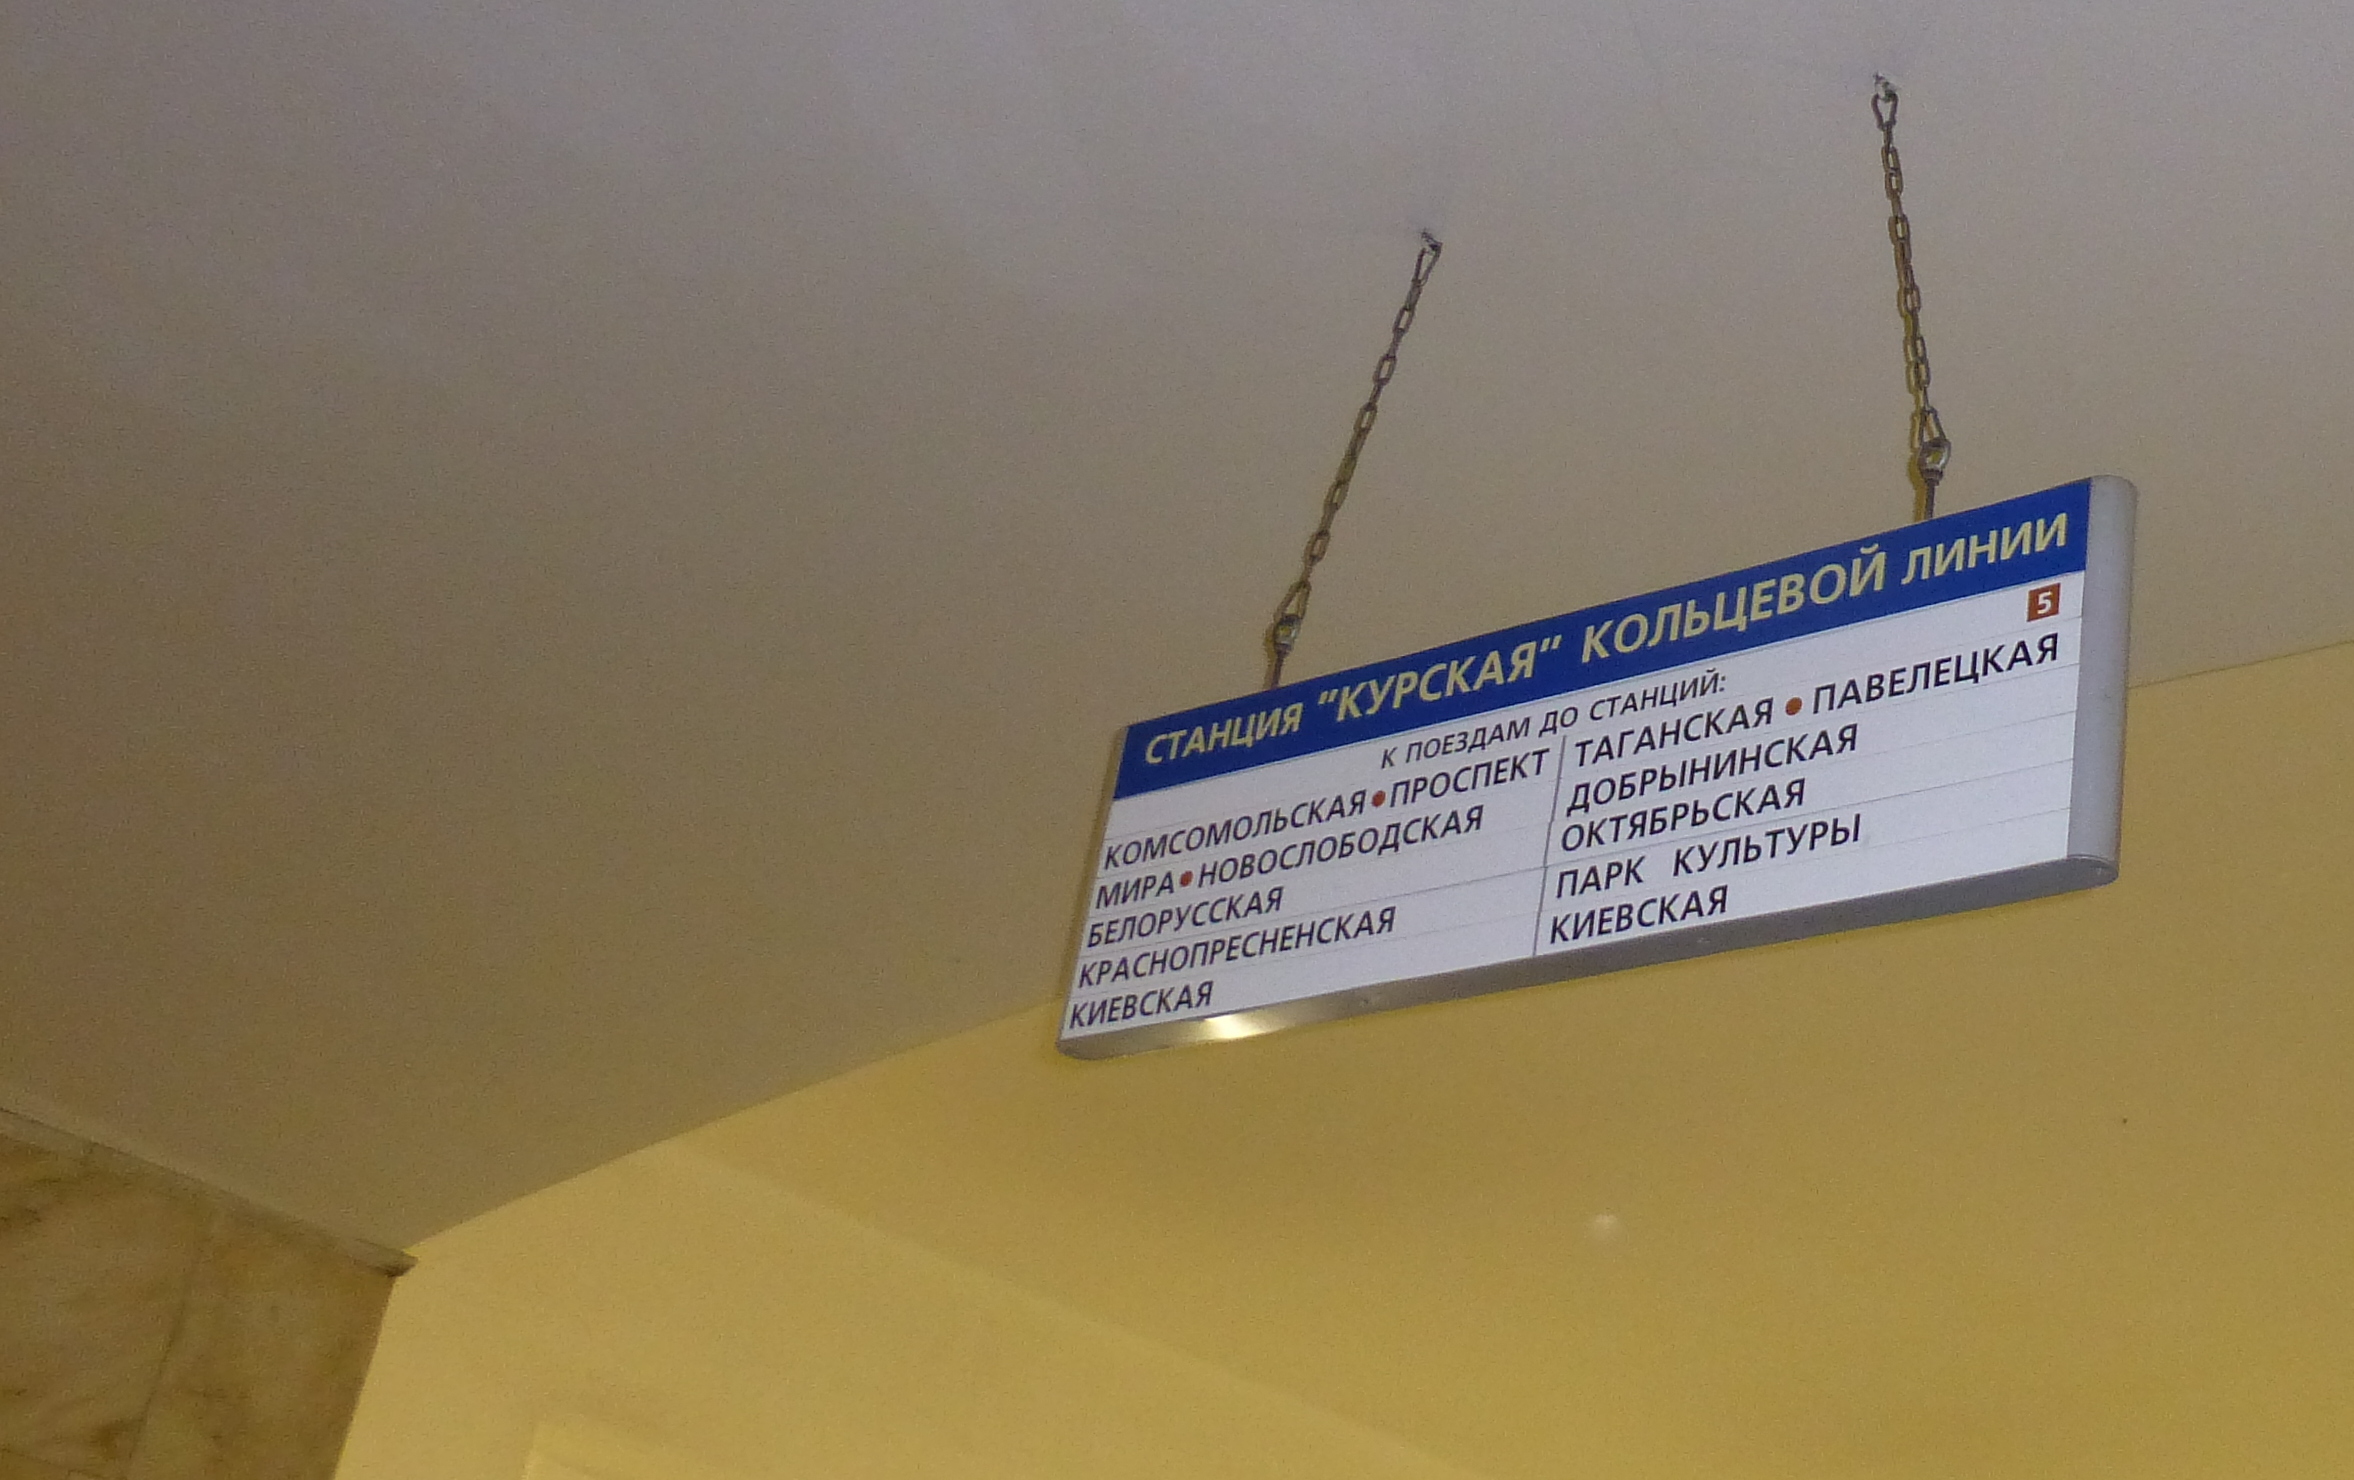 СТАНЦИЯ "КУРСКАЯ" КОЛЬЦЕВОЙ ЛИНИИ
5
К ПОЕЗДАМ ДО СТАНЦИЙ:
КОМСОМОЛЬСКАЯ•ПРОСПЕКТ
МИРА•НОВОСЛОБОДСКАЯ
БЕЛОРУССКАЯ
КРАСНОПРЕСНЕНСКАЯ
КИЕВСКАЯ
ТАГАНСКАЯ•ПАВЕЛЕЦКАЯ
ДОБРЫНИНСКАЯ
ОКТЯБРЬСКАЯ
ПАРК КУЛЬТУРЫ
КИЕВСКАЯ